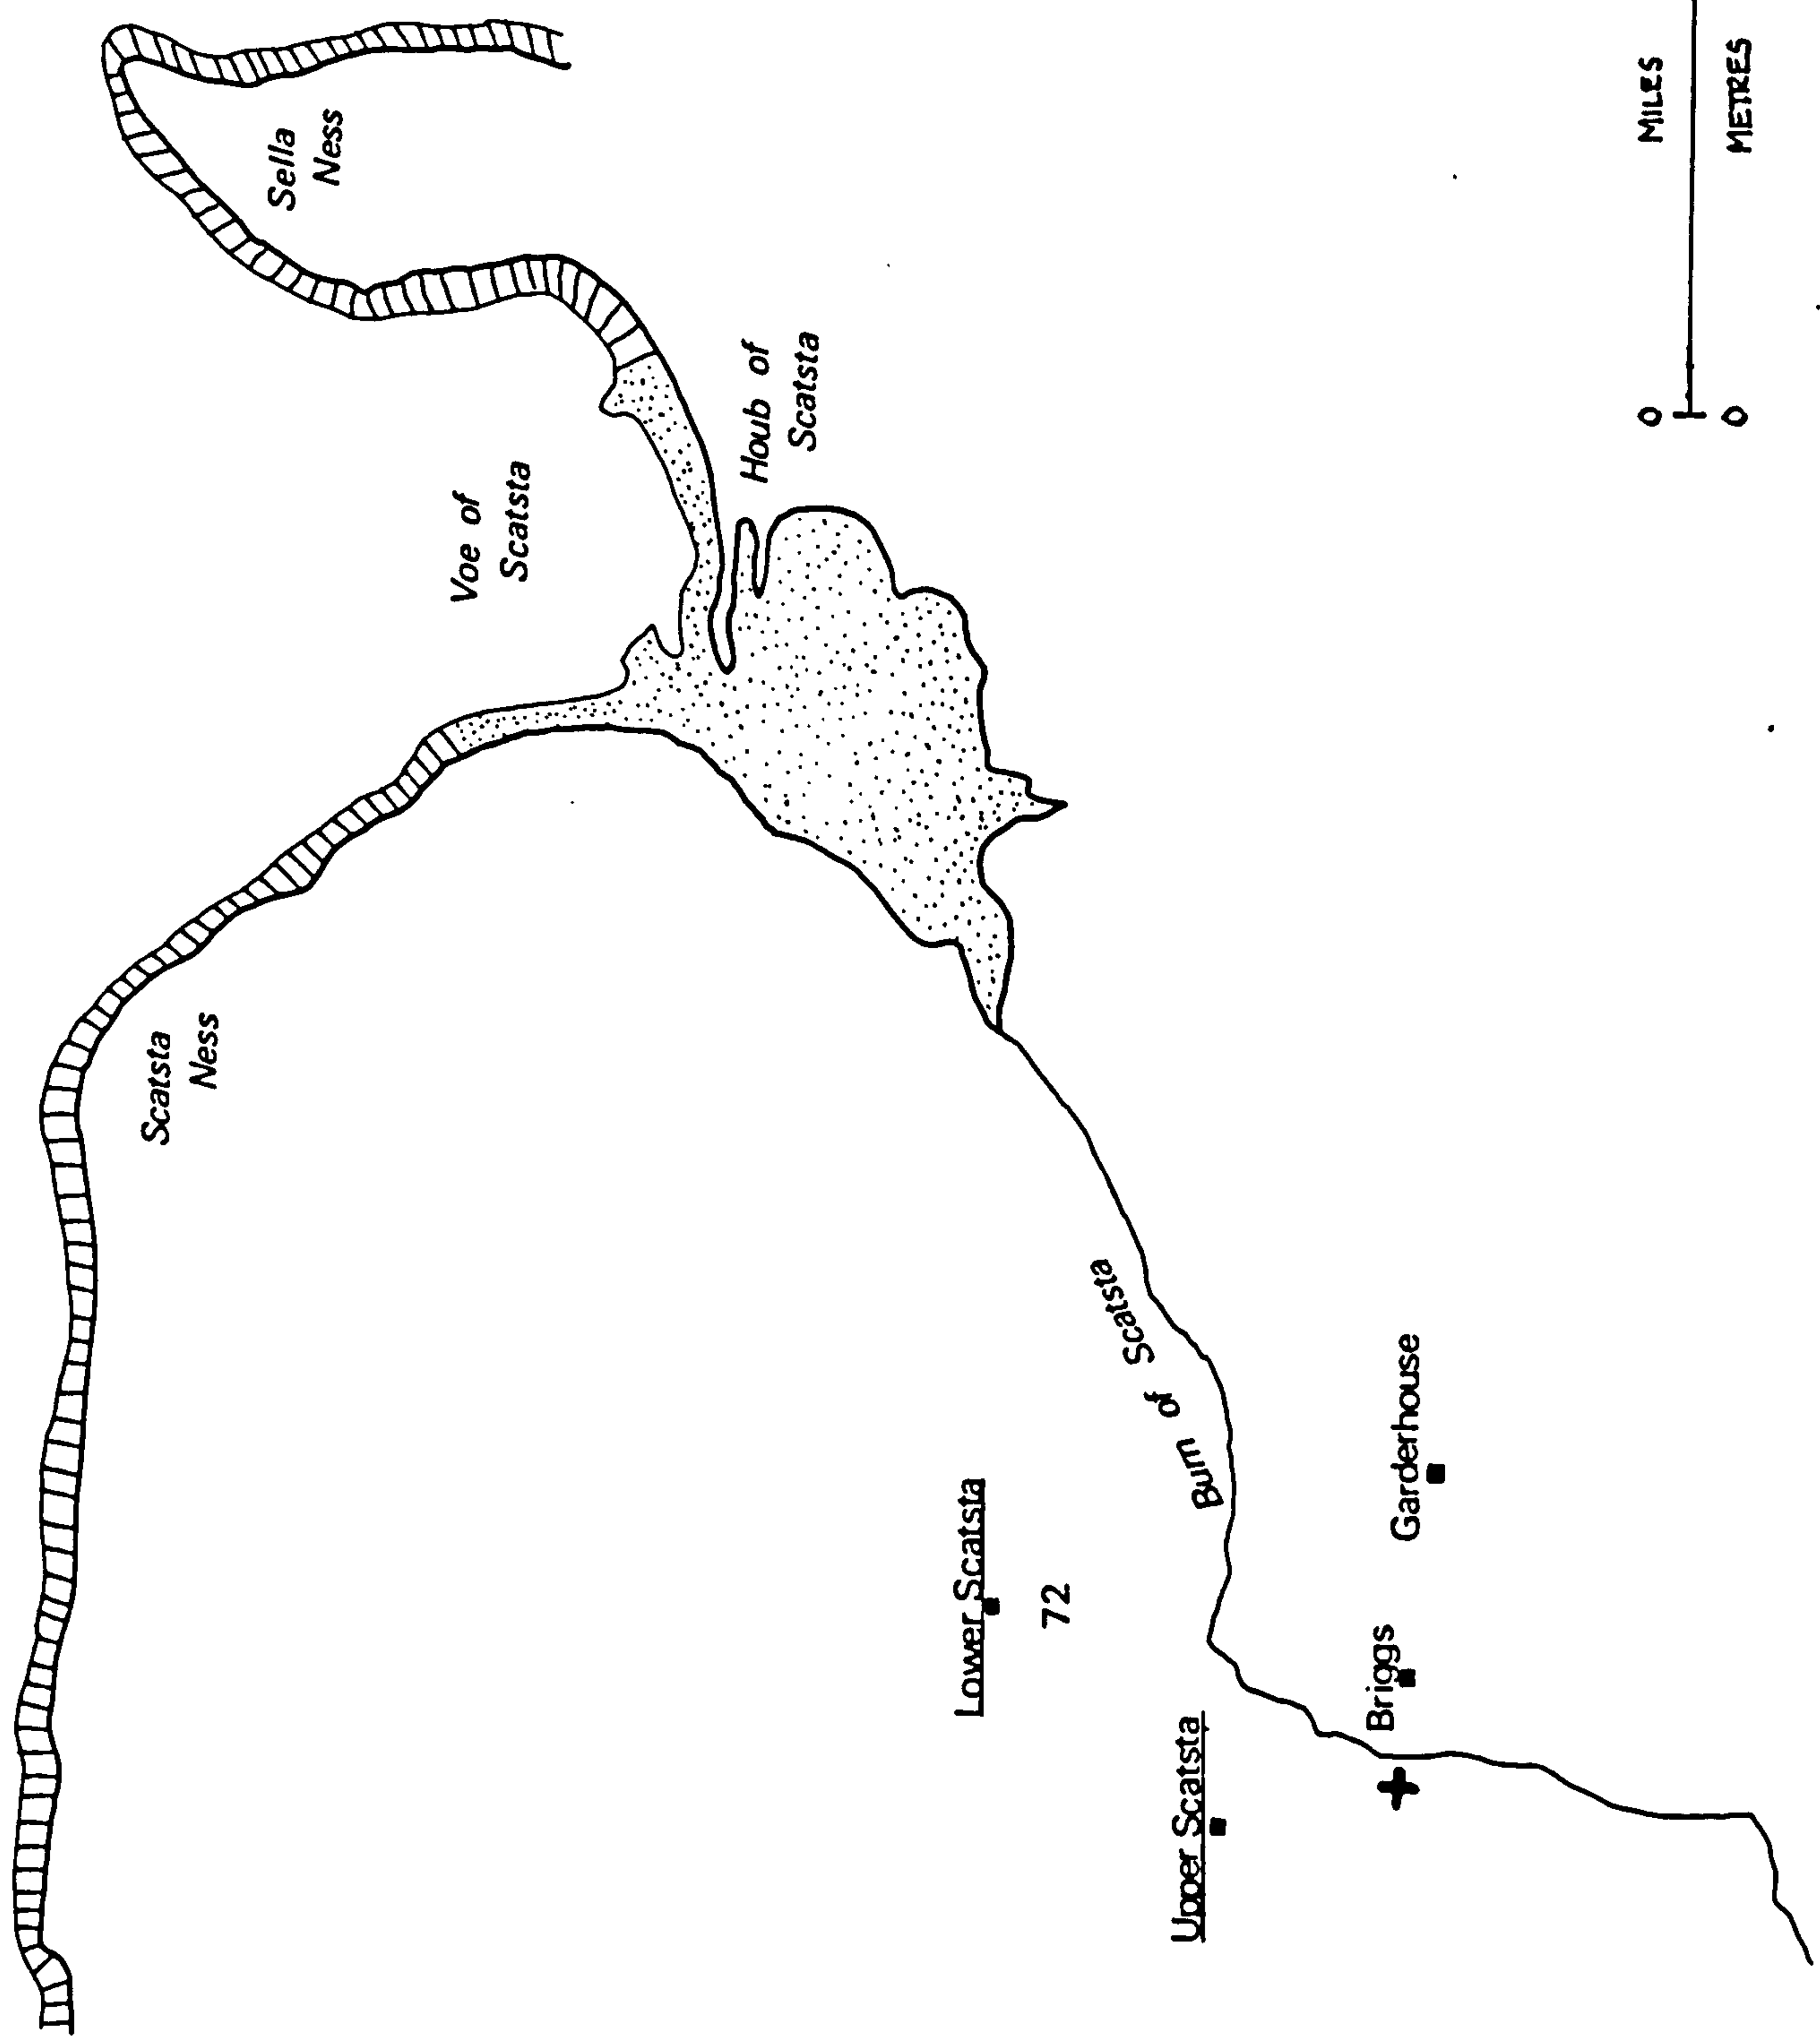 Sella
Ness
Voe of
Scatsta
Houb of
Scatsta
Scatsta
Ness
Burn of Scatsta
Lower Scatsta
72
Upper Scatsta
Briggs
Garderhouse
MILES
0
0
METRES